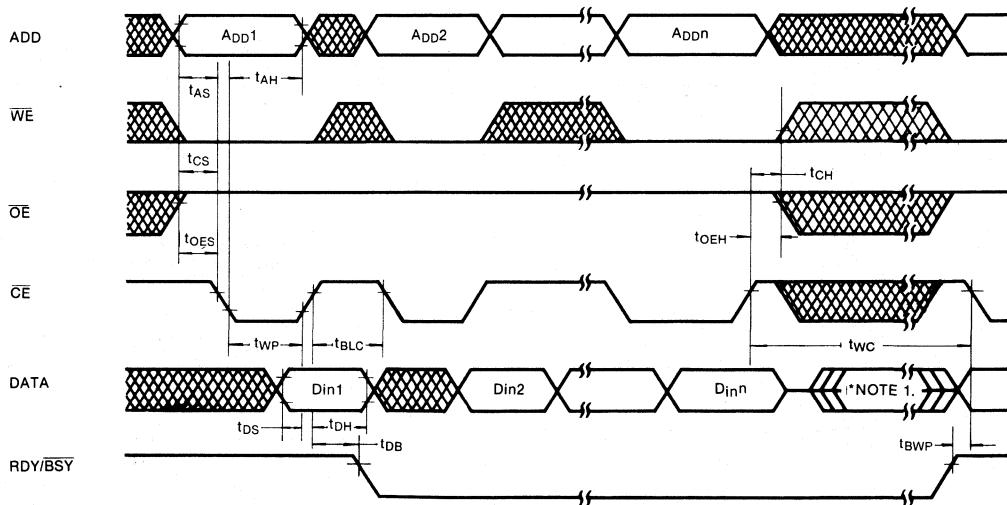 ADD
ADD1
ADD2
ADDn
tAS
tAH
WE
tCS
tCH
OE
tOES
tOEH
CE
tWP
tBLC
tWC
DATA
Din1
Din2
Dinn
*NOTE 1.
tDS
tDH
tDB
tBWP
RDY/BSY